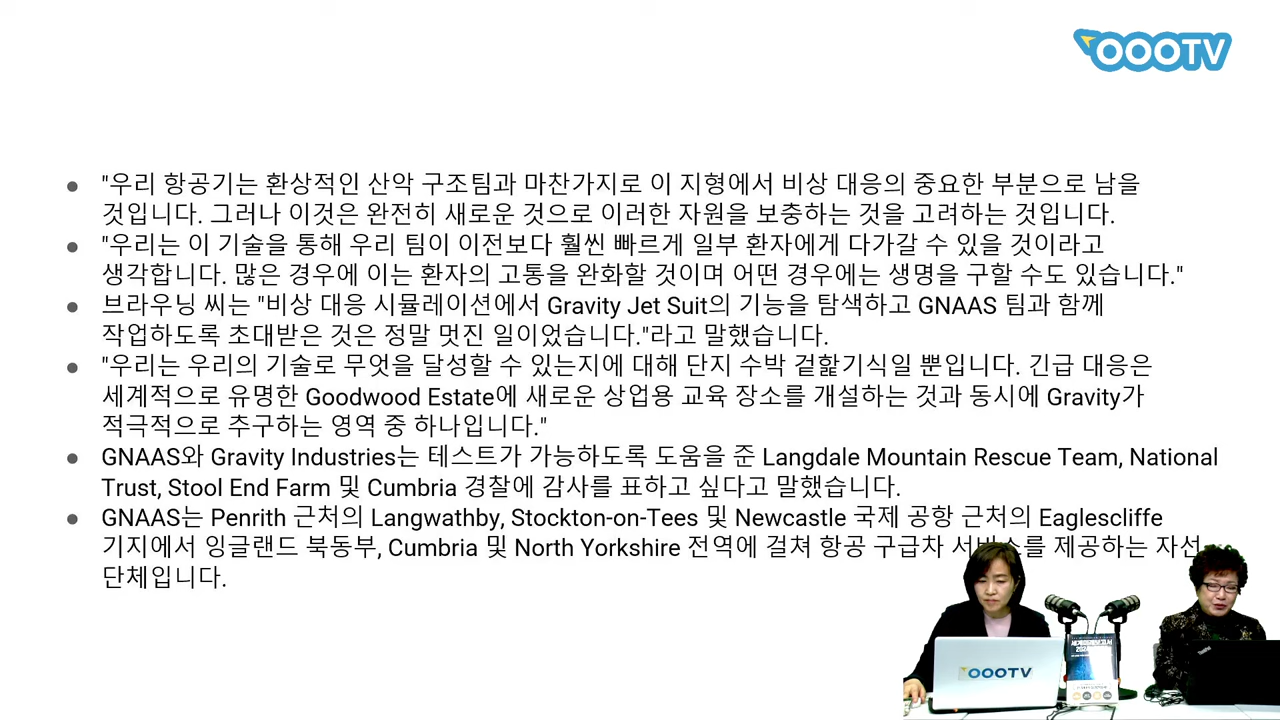 OOOTV
● "우리 항공기는 환상적인 산악 구조팀과 마찬가지로 이 지형에서 비상 대응의 중요한 부분으로 남을
것입니다. 그러나 이것은 완전히 새로운 것으로 이러한 자원을 보충하는 것을 고려하는 것입니다.
● "우리는 이 기술을 통해 우리 팀이 이전보다 훨씬 빠르게 일부 환자에게 다가갈 수 있을 것이라고
생각합니다. 많은 경우에 이는 환자의 고통을 완화할 것이며 어떤 경우에는 생명을 구할 수도 있습니다."
● 브라우닝 씨는 "비상 대응 시뮬레이션에서 Gravity Jet Suit의 기능을 탐색하고 GNAAS 팀과 함께
작업하도록 초대받은 것은 정말 멋진 일이었습니다."라고 말했습니다.
● "우리는 우리의 기술로 무엇을 달성할 수 있는지에 대해 단지 수박 겉핥기식일 뿐입니다. 긴급 대응은
세계적으로 유명한 Goodwood Estate에 새로운 상업용 교육 장소를 개설하는 것과 동시에 Gravity가
적극적으로 추구하는 영역 중 하나입니다."
● GNAAS와 Gravity Industries는 테스트가 가능하도록 도움을 준 Langdale Mountain Rescue Team, National
Trust, Stool End Farm 및 Cumbria 경찰에 감사를 표하고 싶다고 말했습니다.
● GNAAS는 Penrith 근처의 Langwathby, Stockton-on-Tees 및 Newcastle 국제 공항 근처의 Eaglescliffe
기지에서 잉글랜드 북동부, Cumbria 및 North Yorkshire 전역에 걸쳐 항공 구급차 서비스를 제공하는 자선
단체입니다.
OOOTV